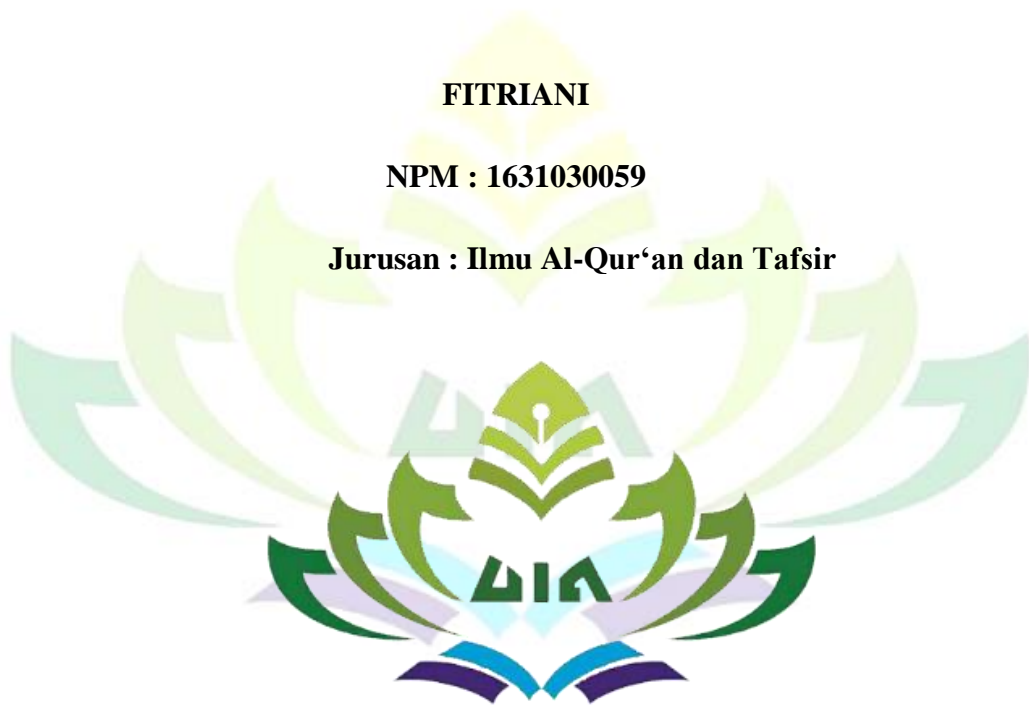 FITRIANI
NPM : 1631030059
Jurusan : Ilmu Al-Qur‘an dan Tafsir
UIN